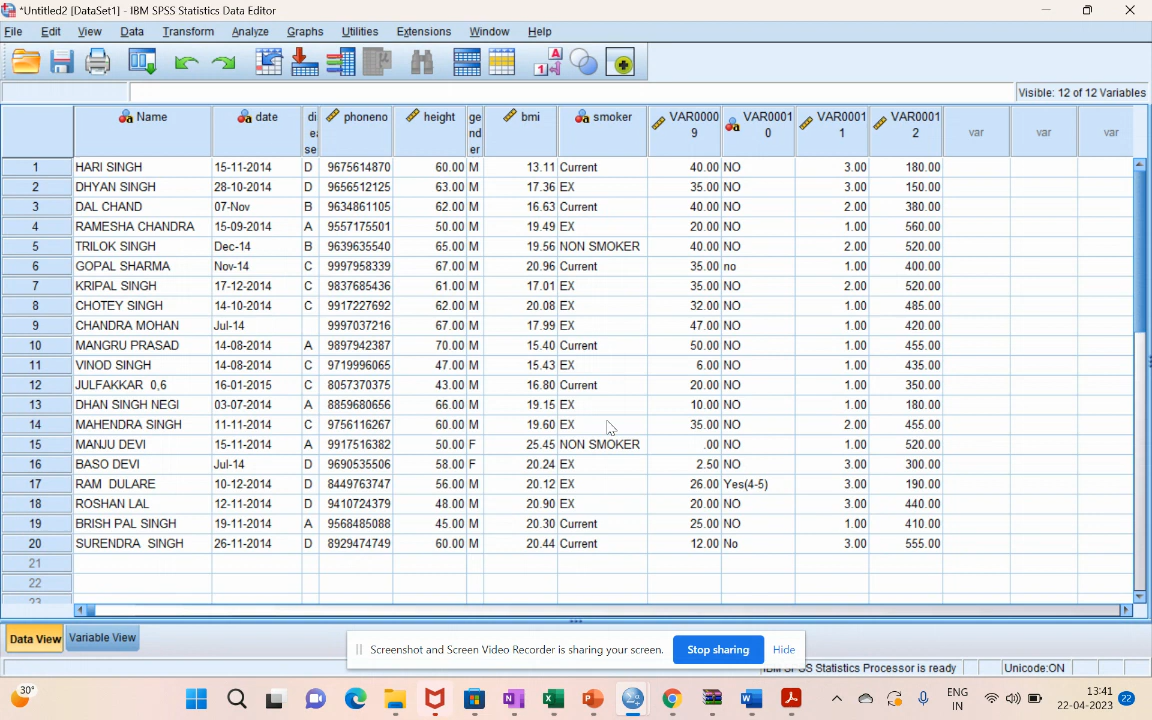 *Untitled2 [DataSet1] - IBM SPSS Statistics Data Editor
File Edit View Data Transform Analyze Graphs Utilities Extensions Window Help
Visible: 12 of 12 Variables
Name date disease phoneno height gender bmi smoker VAR00009 VAR00010 VAR00011 VAR00012 var var var
1 HARI SINGH 15-11-2014 D 9675614870 60.00 M 13.11 Current 40.00 NO 3.00 180.00
2 DHYAN SINGH 28-10-2014 D 9656512125 63.00 M 17.36 EX 35.00 NO 3.00 150.00
3 DAL CHAND 07-Nov B 9634861105 62.00 M 16.63 Current 40.00 NO 2.00 380.00
4 RAMESHA CHANDRA 15-09-2014 A 9557175501 50.00 M 19.49 EX 20.00 NO 1.00 560.00
5 TRILOK SINGH Dec-14 B 9639635540 65.00 M 19.56 NON SMOKER 40.00 NO 2.00 520.00
6 GOPAL SHARMA Nov-14 C 9997958339 67.00 M 20.96 Current 35.00 no 1.00 400.00
7 KRIPAL SINGH 17-12-2014 C 9837685436 61.00 M 17.01 EX 35.00 NO 2.00 520.00
8 CHOTEY SINGH 14-10-2014 C 9917227692 62.00 M 20.08 EX 32.00 NO 1.00 485.00
9 CHANDRA MOHAN Jul-14 9997037216 67.00 M 17.99 EX 47.00 NO 1.00 420.00
10 MANGRU PRASAD 14-08-2014 A 9897942387 70.00 M 15.40 Current 50.00 NO 1.00 455.00
11 VINOD SINGH 14-08-2014 C 9719996065 47.00 M 15.43 EX 6.00 NO 1.00 435.00
12 JULFAKKAR 0,6 16-01-2015 C 8057370375 43.00 M 16.80 Current 20.00 NO 1.00 350.00
13 DHAN SINGH NEGI 03-07-2014 A 8859680656 66.00 M 19.15 EX 10.00 NO 1.00 180.00
14 MAHENDRA SINGH 11-11-2014 C 9756116267 60.00 M 19.60 EX 35.00 NO 2.00 455.00
15 MANJU DEVI 15-11-2014 A 9917516382 50.00 F 25.45 NON SMOKER .00 NO 1.00 520.00
16 BASO DEVI Jul-14 D 9690535506 58.00 F 20.24 EX 2.50 NO 3.00 300.00
17 RAM DULARE 10-12-2014 D 8449763747 56.00 M 20.12 EX 26.00 Yes(4-5) 3.00 190.00
18 ROSHAN LAL 12-11-2014 D 9410724379 48.00 M 20.90 EX 20.00 NO 3.00 440.00
19 BRISH PAL SINGH 19-11-2014 A 9568485088 45.00 M 20.30 Current 25.00 NO 1.00 410.00
20 SURENDRA SINGH 26-11-2014 D 8929474749 60.00 M 20.44 Current 12.00 No 3.00 555.00
21
22
23
Data View Variable View
Screenshot and Screen Video Recorder is sharing your screen. Stop sharing Hide
IBM SPSS Statistics Processor is ready Unicode:ON
30° ENG IN 13:41 22-04-2023 22